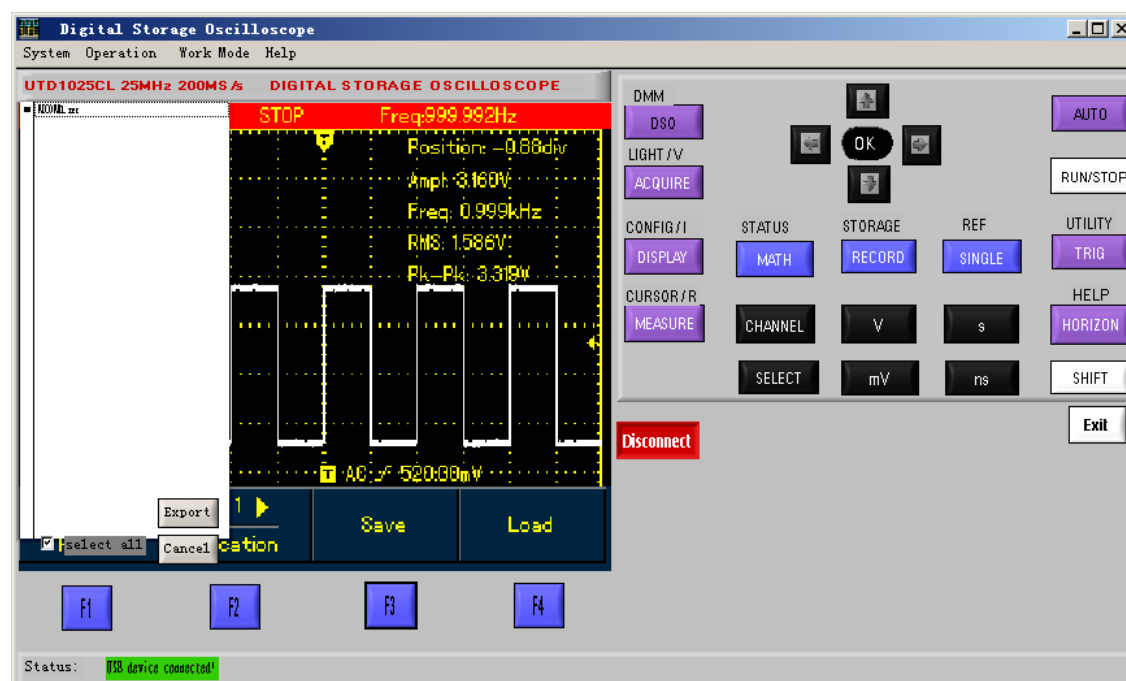 Digital Storage Oscilloscope
System Operation Work Mode Help
UTD1025CL 25MHz 200MS/s DIGITAL STORAGE OSCILLOSCOPE
STOP Freq:999.992Hz
Position: -0.88div
Ampl: 3.160V
Freq: 0.999kHz
RMS: 1.586V
Pk-Pk: 3.319V
T
T AC 520.00mV
1
Save
Load
cation
Export
select all
Cancel
F1
F2
F3
F4
DMM
DSO
OK
AUTO
LIGHT/V
ACQUIRE
RUN/STOP
CONFIG/I
STATUS
STORAGE
REF
UTILITY
DISPLAY
MATH
RECORD
SINGLE
TRIG
CURSOR/R
HELP
MEASURE
CHANNEL
V
s
HORIZON
SELECT
mV
ns
SHIFT
Disconnect
Exit
Status: USB device connected!